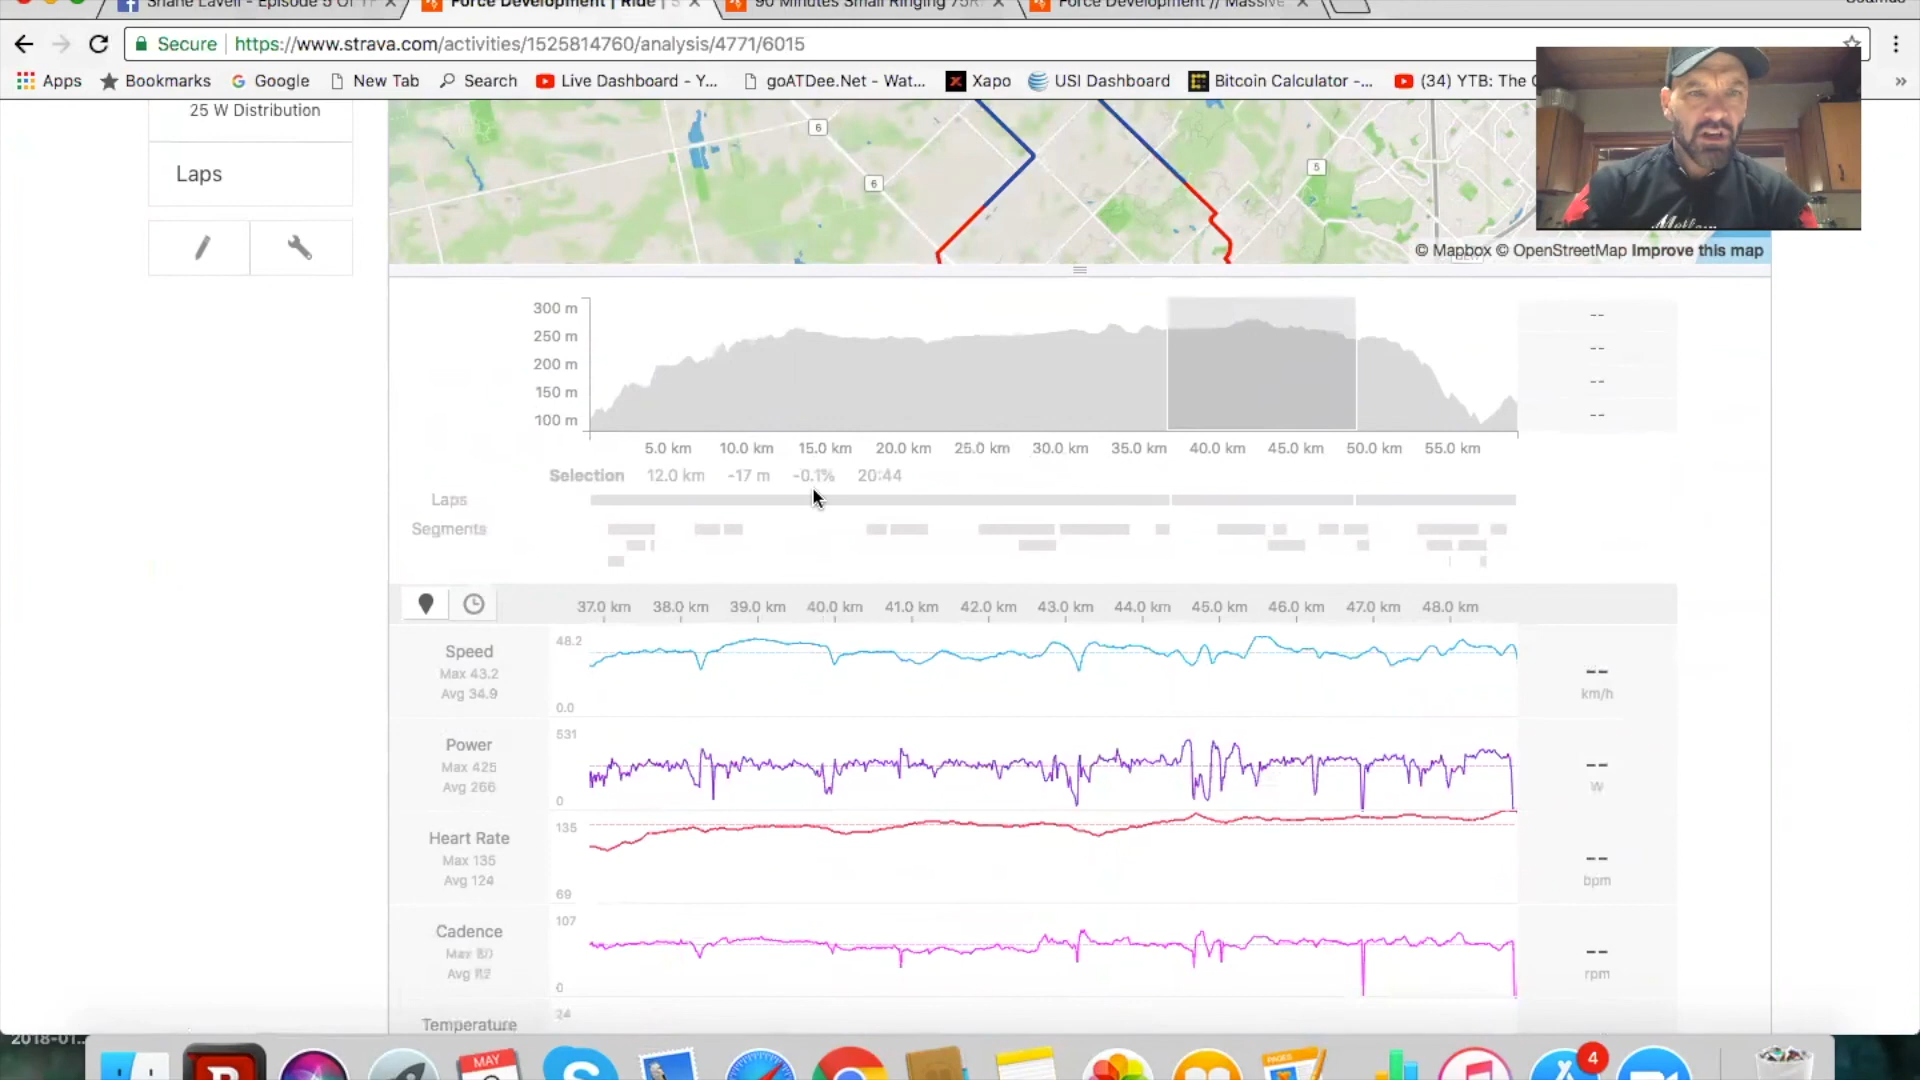 Shane Lavell - Episode 5 Of
Force Development | Ride |
90 Minutes Small Ringing 75R
Force Development // Massive
Secure
https://www.strava.com/activities/1525814760/analysis/4771/6015
Apps
Bookmarks
Google
New Tab
Search
Live Dashboard - Y...
goATDee.Net - Wat...
Xapo
USI Dashboard
Bitcoin Calculator -...
(34) YTB: The
»
25 W Distribution
Laps
6
6
5
© Mapbox © OpenStreetMap Improve this map
300 m
250 m
200 m
150 m
100 m
--
--
--
--
5.0 km 10.0 km 15.0 km 20.0 km 25.0 km 30.0 km 35.0 km 40.0 km 45.0 km 50.0 km 55.0 km
Selection 12.0 km -17 m -0.1% 20:44
Laps
Segments
37.0 km 38.0 km 39.0 km 40.0 km 41.0 km 42.0 km 43.0 km 44.0 km 45.0 km 46.0 km 47.0 km 48.0 km
Speed
Max 43.2
Avg 34.9
48.2
0.0
--
km/h
Power
Max 425
Avg 266
531
0
--
W
Heart Rate
Max 135
Avg 124
135
69
--
bpm
Cadence
Max
Avg
107
0
--
rpm
Temperature
24
2018-01...
MAY
PAGES
4